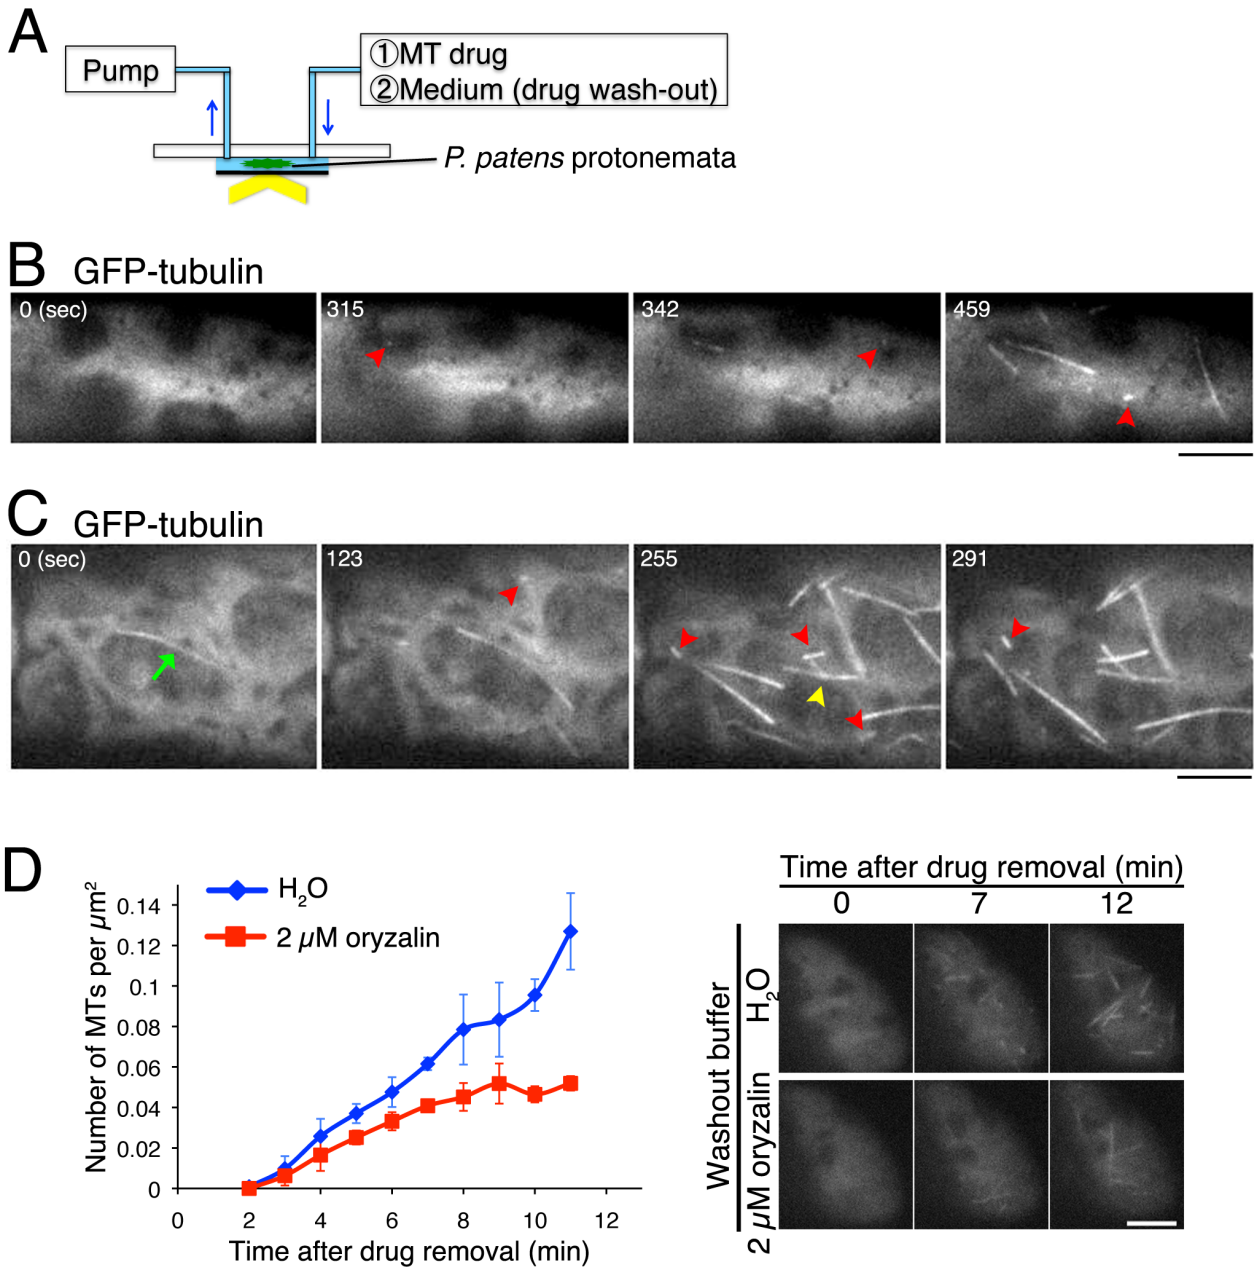 A
Pump
①MT drug
②Medium (drug wash-out)
P. patens protonemata
B GFP-tubulin
0 (sec) 315 342 459
C GFP-tubulin
0 (sec) 123 255 291
D
Number of MTs per µm²
H₂O
2 µM oryzalin
0.14
0.12
0.1
0.08
0.06
0.04
0.02
0
0 2 4 6 8 10 12
Time after drug removal (min)
Time after drug removal (min)
0 7 12
Washout buffer
H₂O
2 µM oryzalin